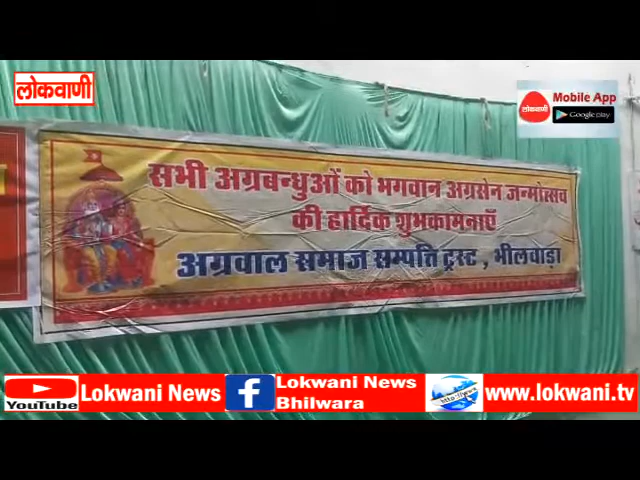 लोकवाणी
लोकवाणी
Mobile App
Google play
सभी अग्रबन्धुओं को भगवान अग्रसेन जन्मोत्सव
की हार्दिक शुभकामनाएँ
अग्रवाल समाज सम्पति ट्रस्ट , भीलवाड़ा
YouTube
Lokwani News
f
Lokwani News
Bhilwara
http://
www.lokwani.tv